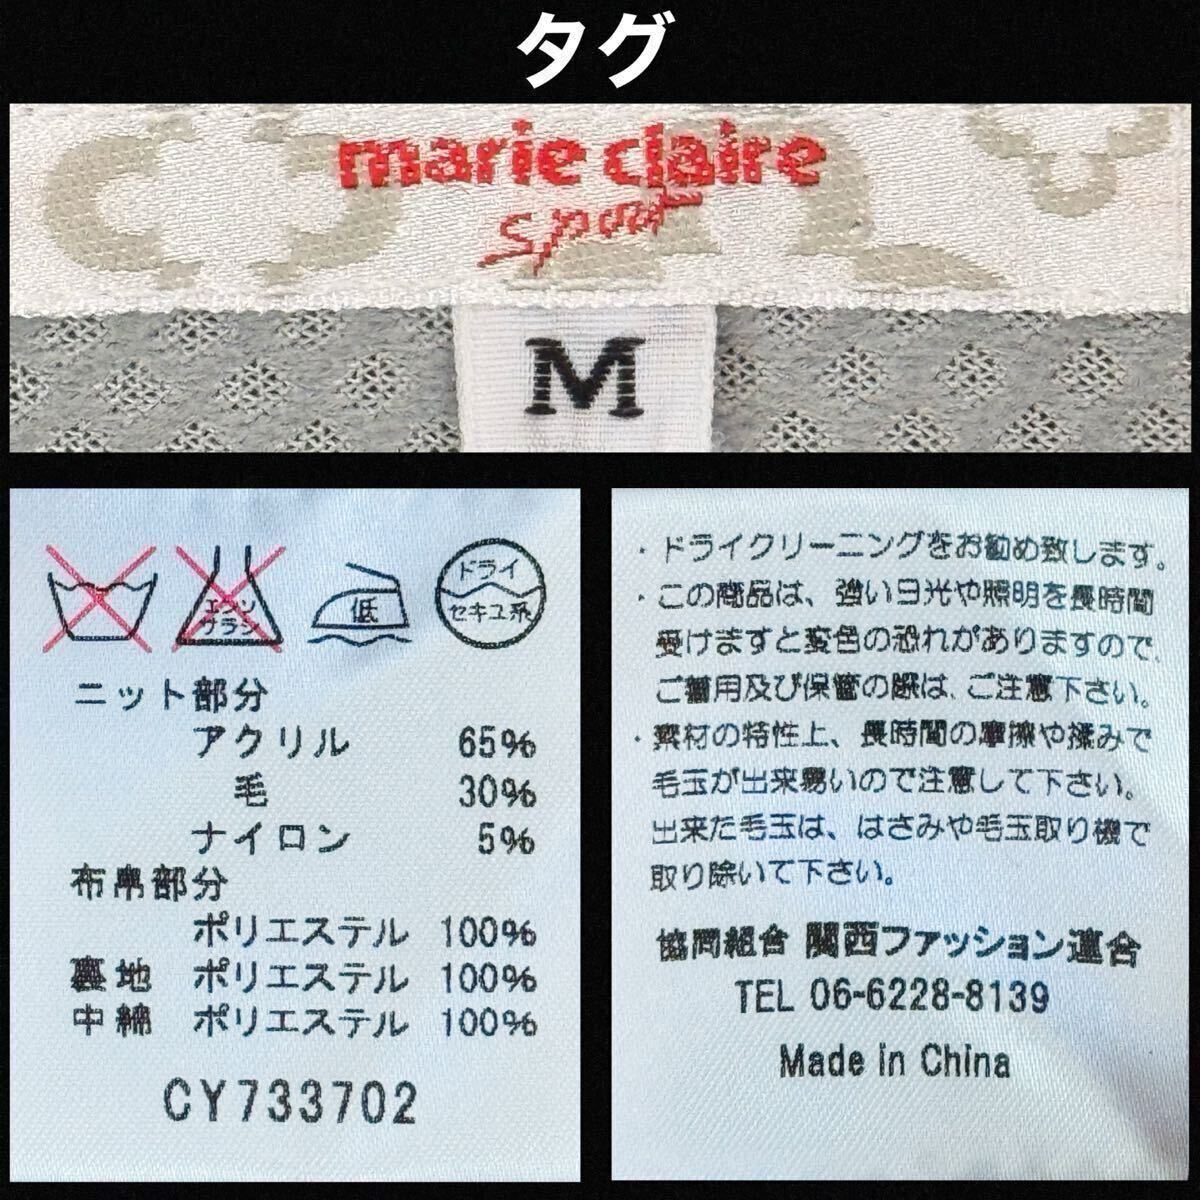 タグ
marie claire
sport
M
エンソ
サラシ
低
ドライ
セキユ系
ニット部分
アクリル 65%
毛 30%
ナイロン 5%
布帛部分
ポリエステル 100%
裏地 ポリエステル 100%
中綿 ポリエステル 100%
CY733702
・ドライクリーニングをお勧め致します。
・この商品は、強い日光や照明を長時間
受けますと変色の恐れがありますので、
ご着用及び保管の際は、ご注意下さい。
・素材の特性上、長時間の摩擦や揉みで
毛玉が出来易いので注意して下さい。
出来た毛玉は、はさみや毛玉取り機で
取り除いて下さい。
協同組合 関西ファッション連合
TEL 06-6228-8139
Made in China